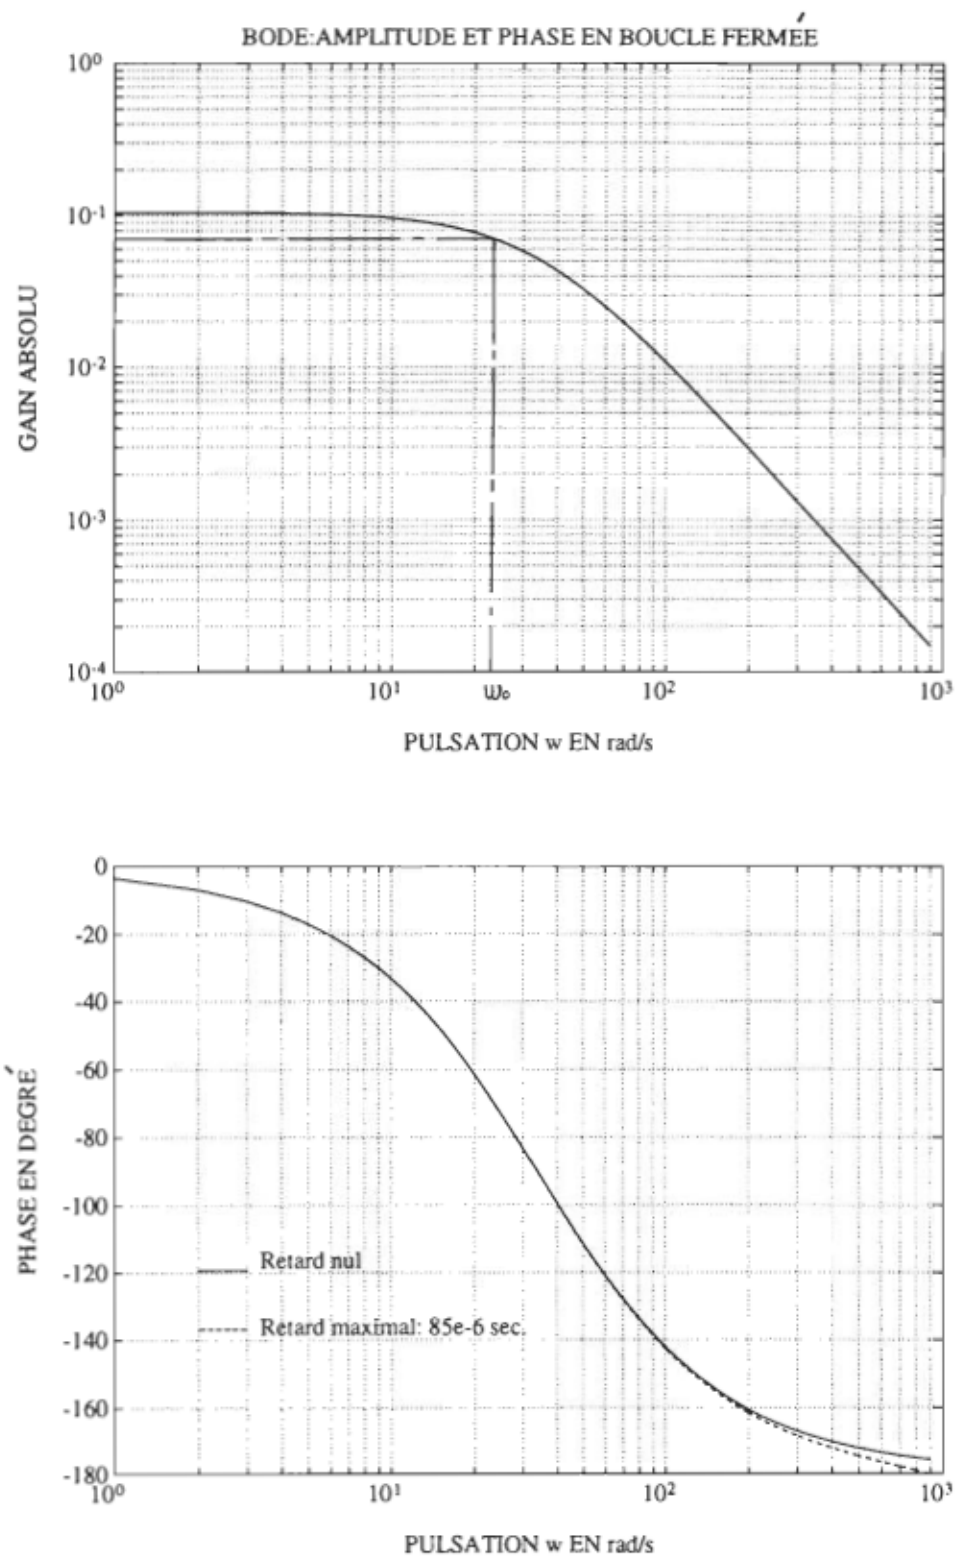 BODE:AMPLITUDE ET PHASE EN BOUCLE FERMÉE
10⁰
10⁻¹
10⁻²
10⁻³
10⁻⁴
GAIN ABSOLU
10⁰ 10¹ ω₀ 10² 10³
PULSATION w EN rad/s
0
-20
-40
-60
-80
-100
-120
-140
-160
-180
PHASE EN DEGRÉ
Retard nul
Retard maximal: 85e-6 sec.
10⁰ 10¹ 10² 10³
PULSATION w EN rad/s